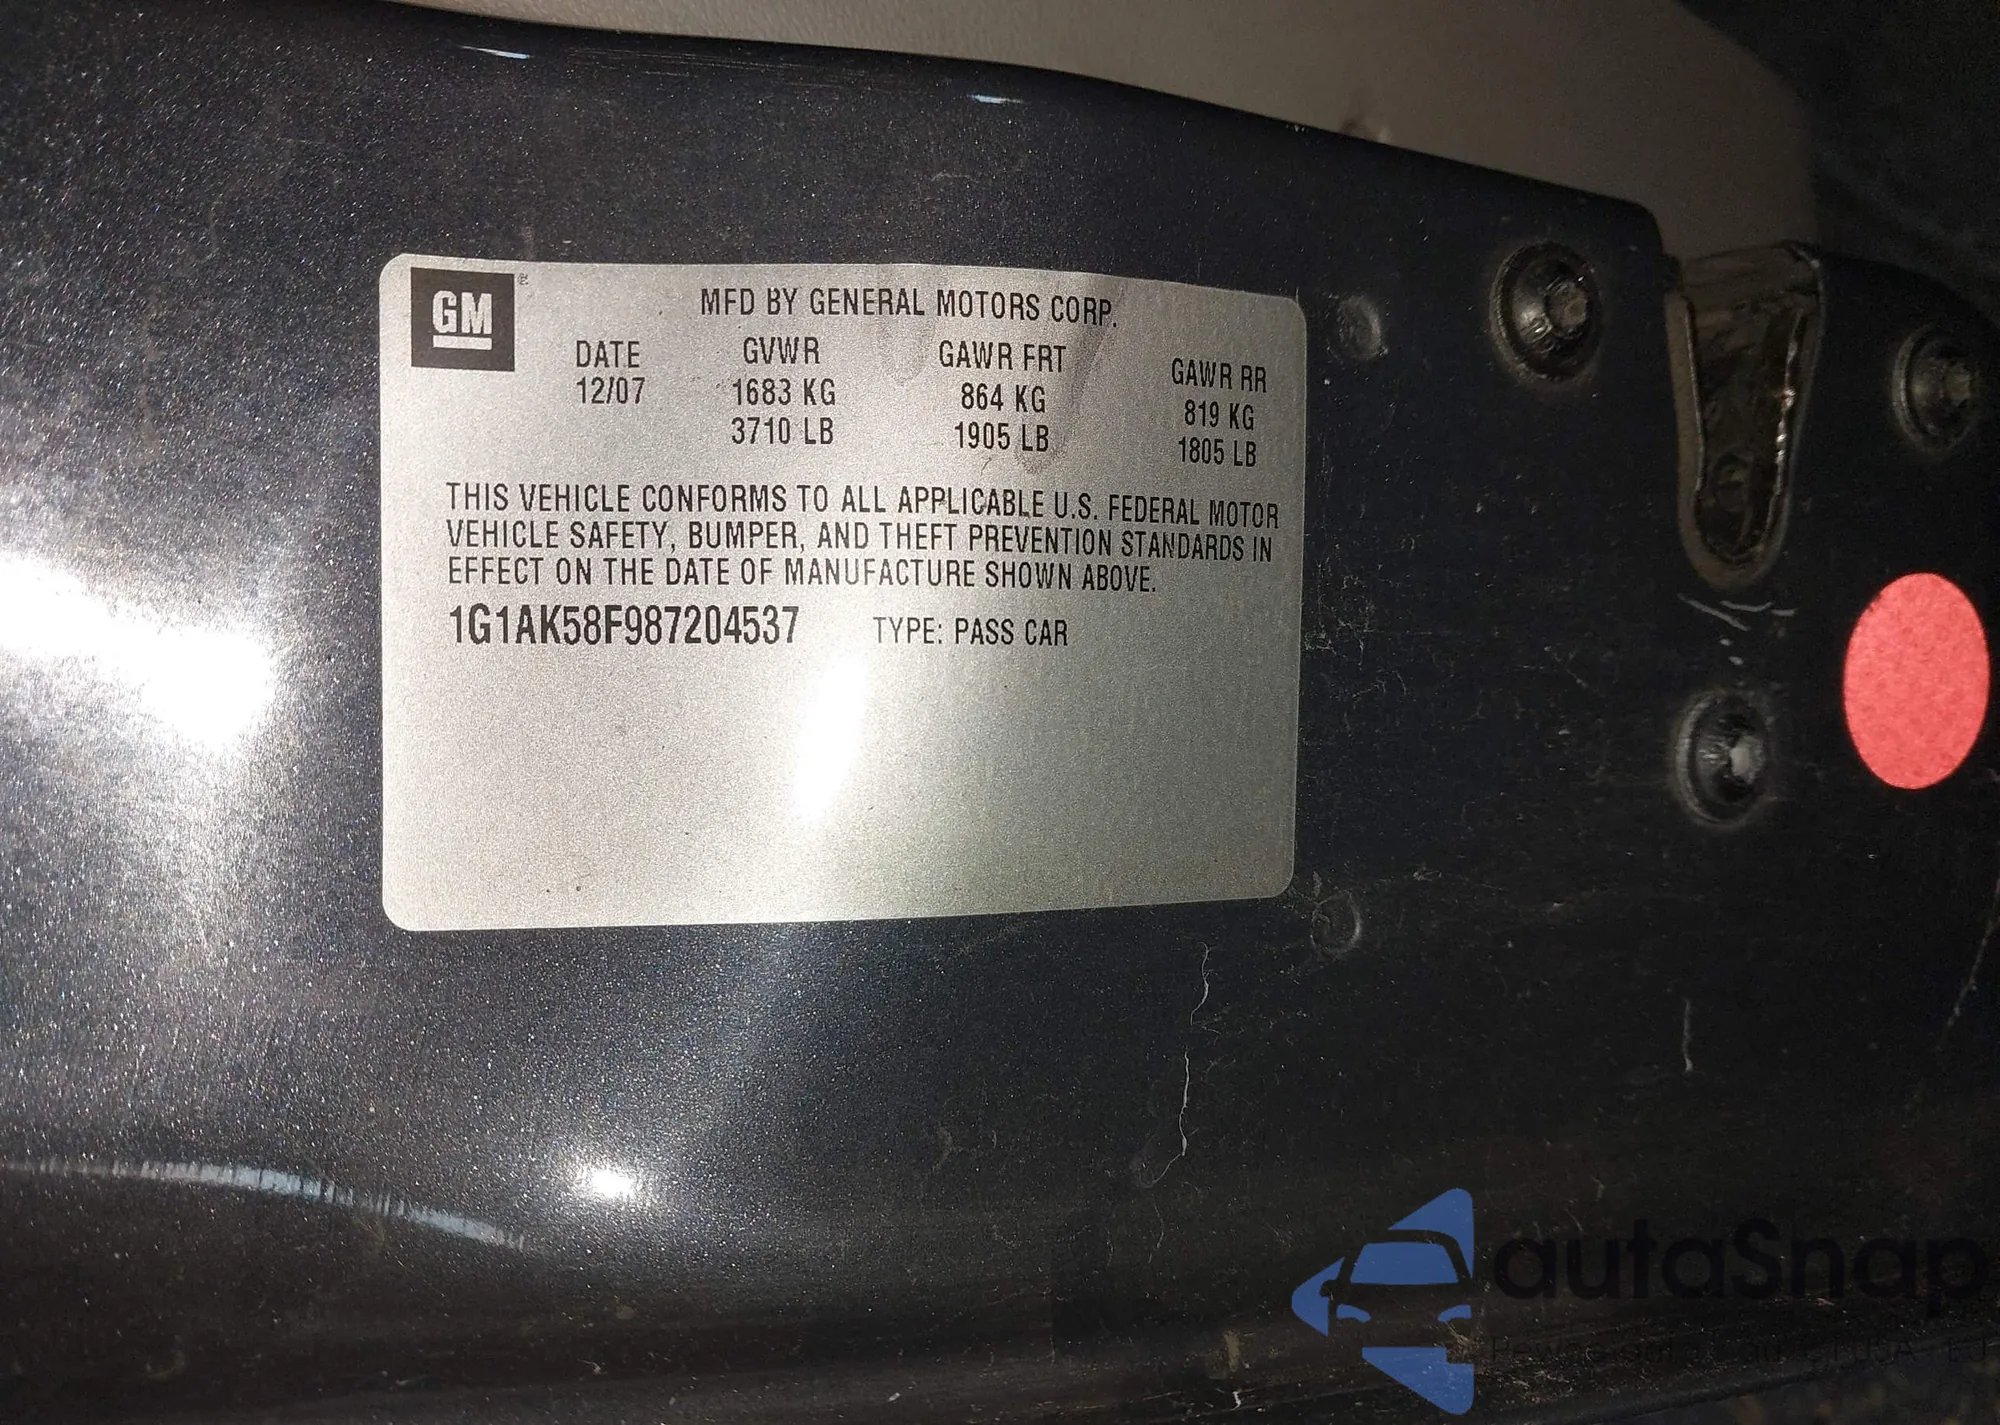 GM
MFD BY GENERAL MOTORS CORP.
DATE GVWR GAWR FRT GAWR RR
12/07 1683 KG 864 KG 819 KG
3710 LB 1905 LB 1805 LB
THIS VEHICLE CONFORMS TO ALL APPLICABLE U.S. FEDERAL MOTOR
VEHICLE SAFETY, BUMPER, AND THEFT PREVENTION STANDARDS IN
EFFECT ON THE DATE OF MANUFACTURE SHOWN ABOVE.
1G1AK58F987204537 TYPE: PASS CAR
autaSnap